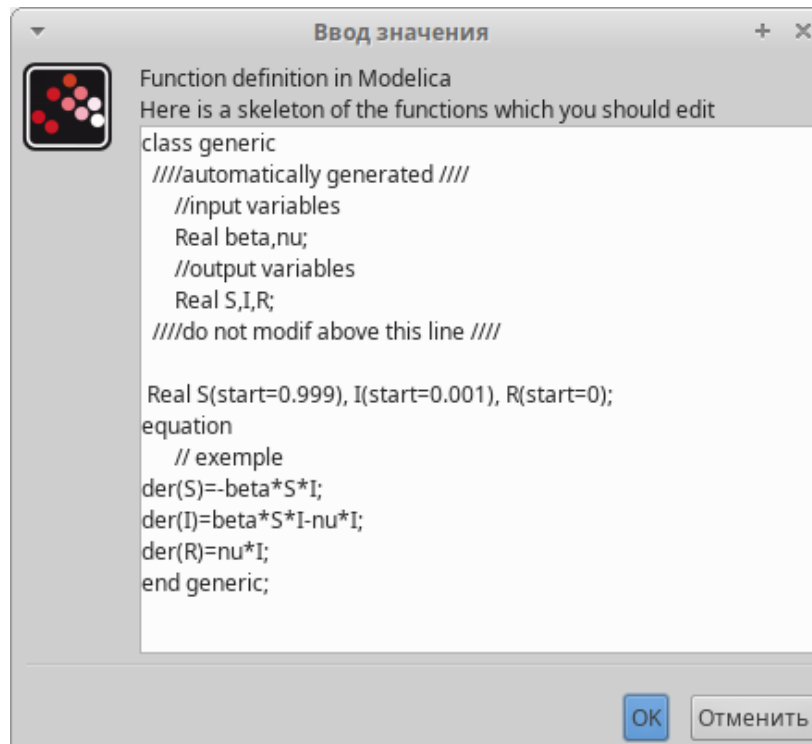 Ввод значения
Function definition in Modelica
Here is a skeleton of the functions which you should edit
class generic
////automatically generated ////
//input variables
Real beta,nu;
//output variables
Real S,I,R;
////do not modif above this line ////
Real S(start=0.999), I(start=0.001), R(start=0);
equation
// exemple
der(S)=-beta*S*I;
der(I)=beta*S*I-nu*I;
der(R)=nu*I;
end generic;
OK Отменить